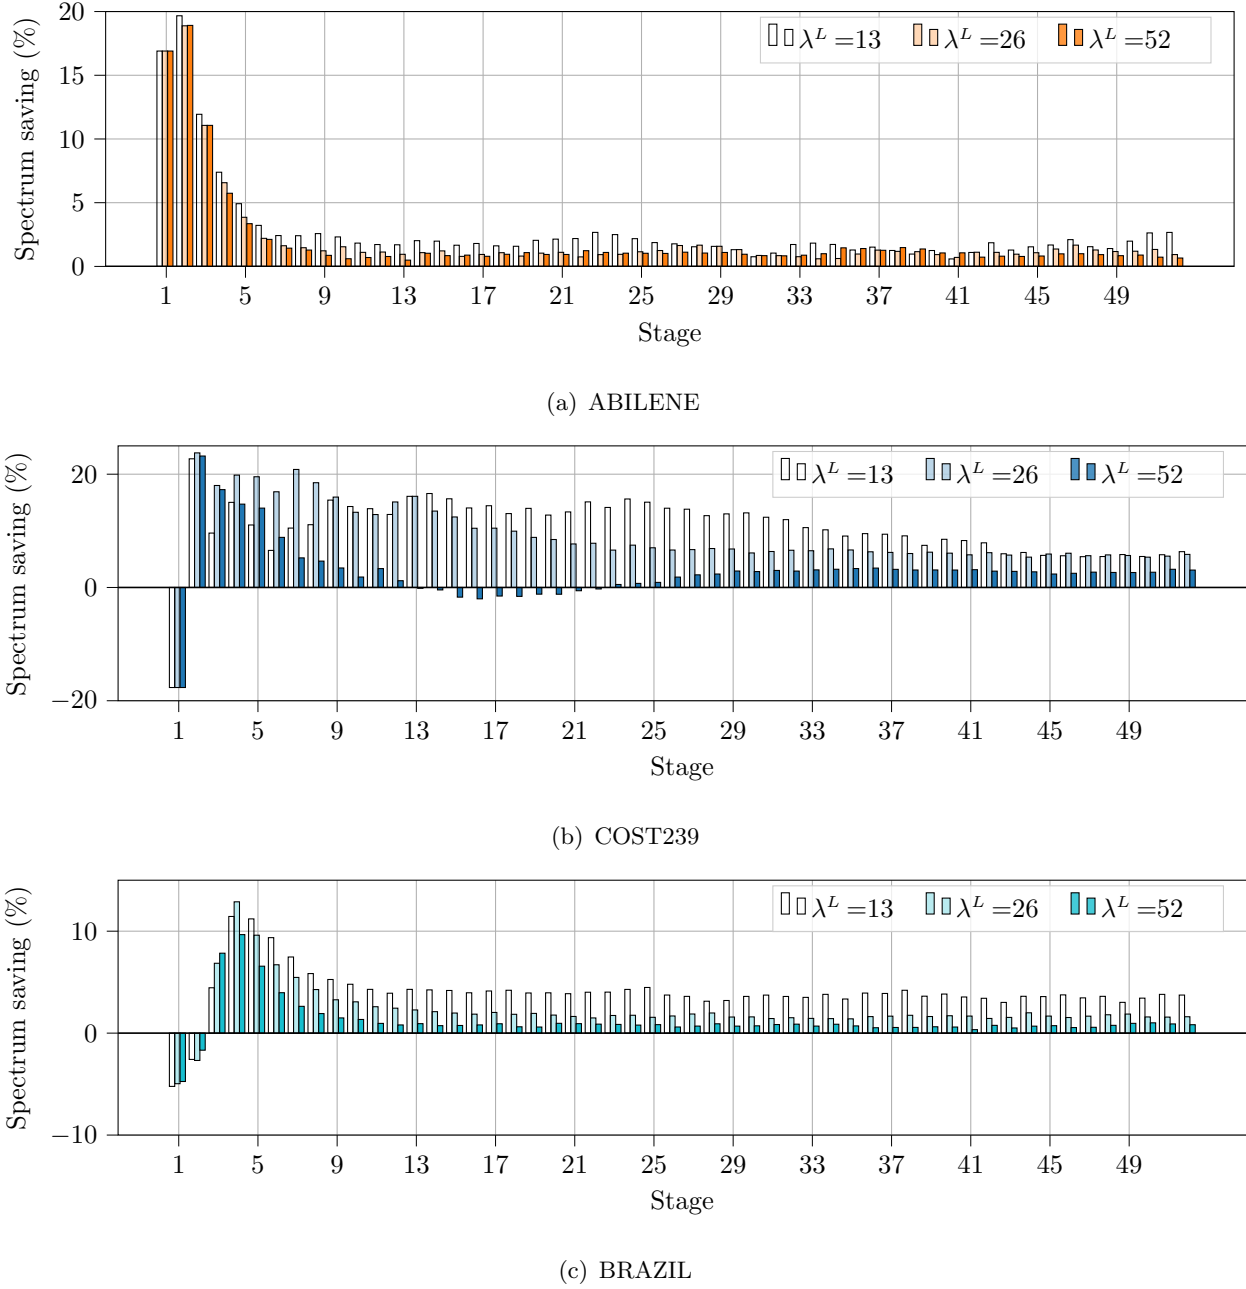 20
15
10
5
0
Spectrum saving (%)
λ^L =13 λ^L =26 λ^L =52
1 5 9 13 17 21 25 29 33 37 41 45 49
Stage
(a) ABILENE
20
0
−20
Spectrum saving (%)
λ^L =13 λ^L =26 λ^L =52
1 5 9 13 17 21 25 29 33 37 41 45 49
Stage
(b) COST239
10
0
−10
Spectrum saving (%)
λ^L =13 λ^L =26 λ^L =52
1 5 9 13 17 21 25 29 33 37 41 45 49
Stage
(c) BRAZIL